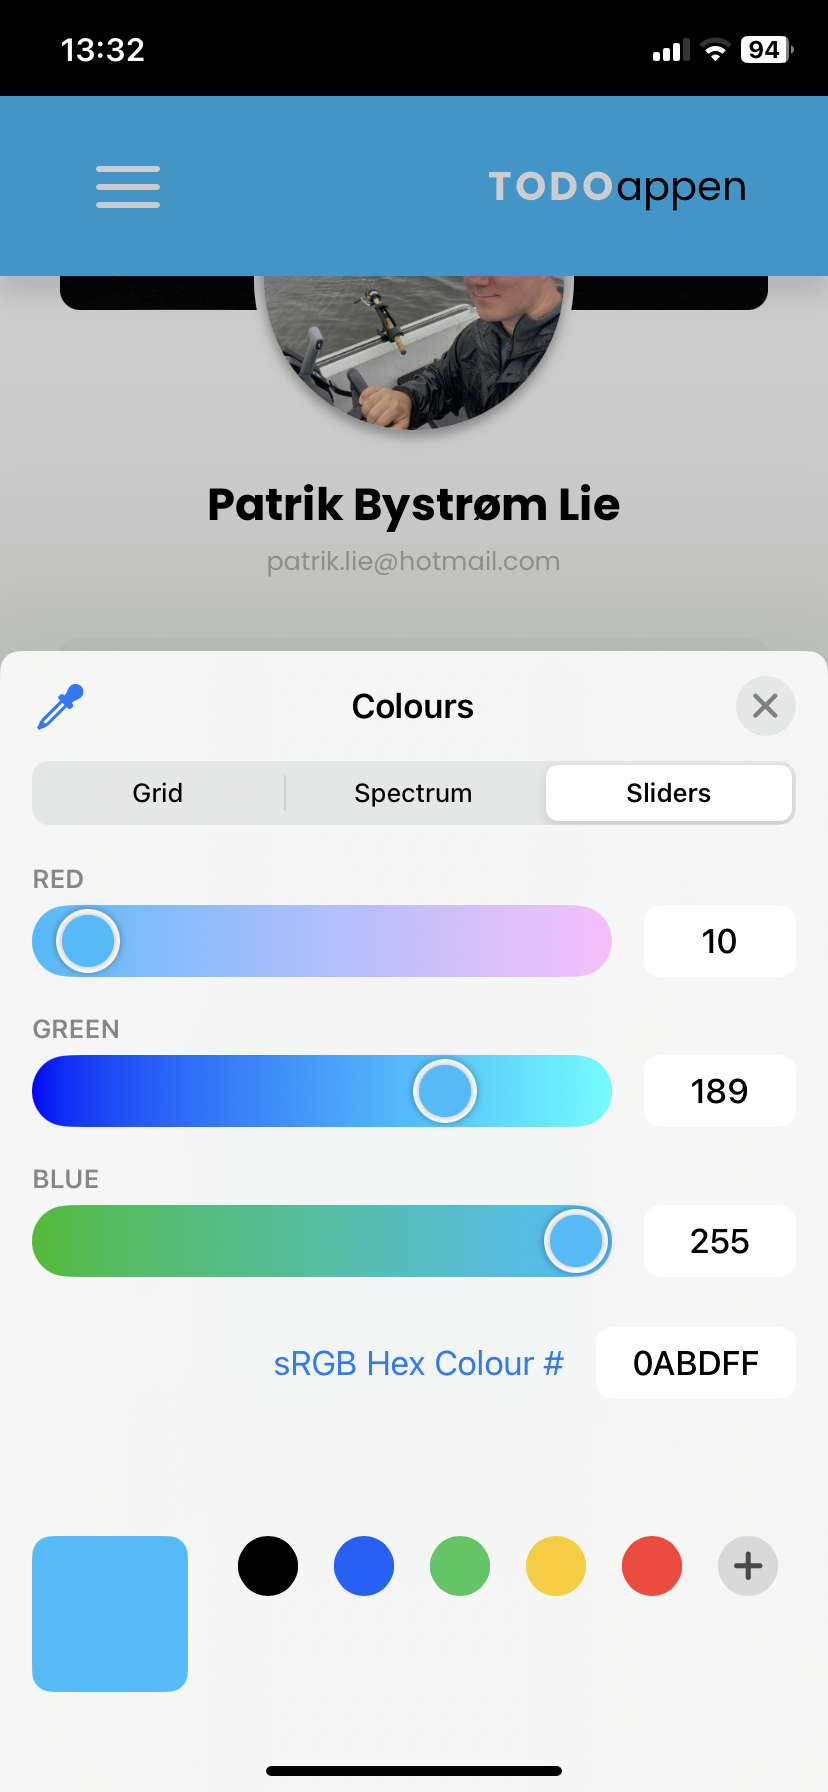 13:32 94
TODOappen
Patrik Bystrøm Lie
patrik.lie@hotmail.com
Colours
Grid Spectrum Sliders
RED
10
GREEN
189
BLUE
255
sRGB Hex Colour # 0ABDFF